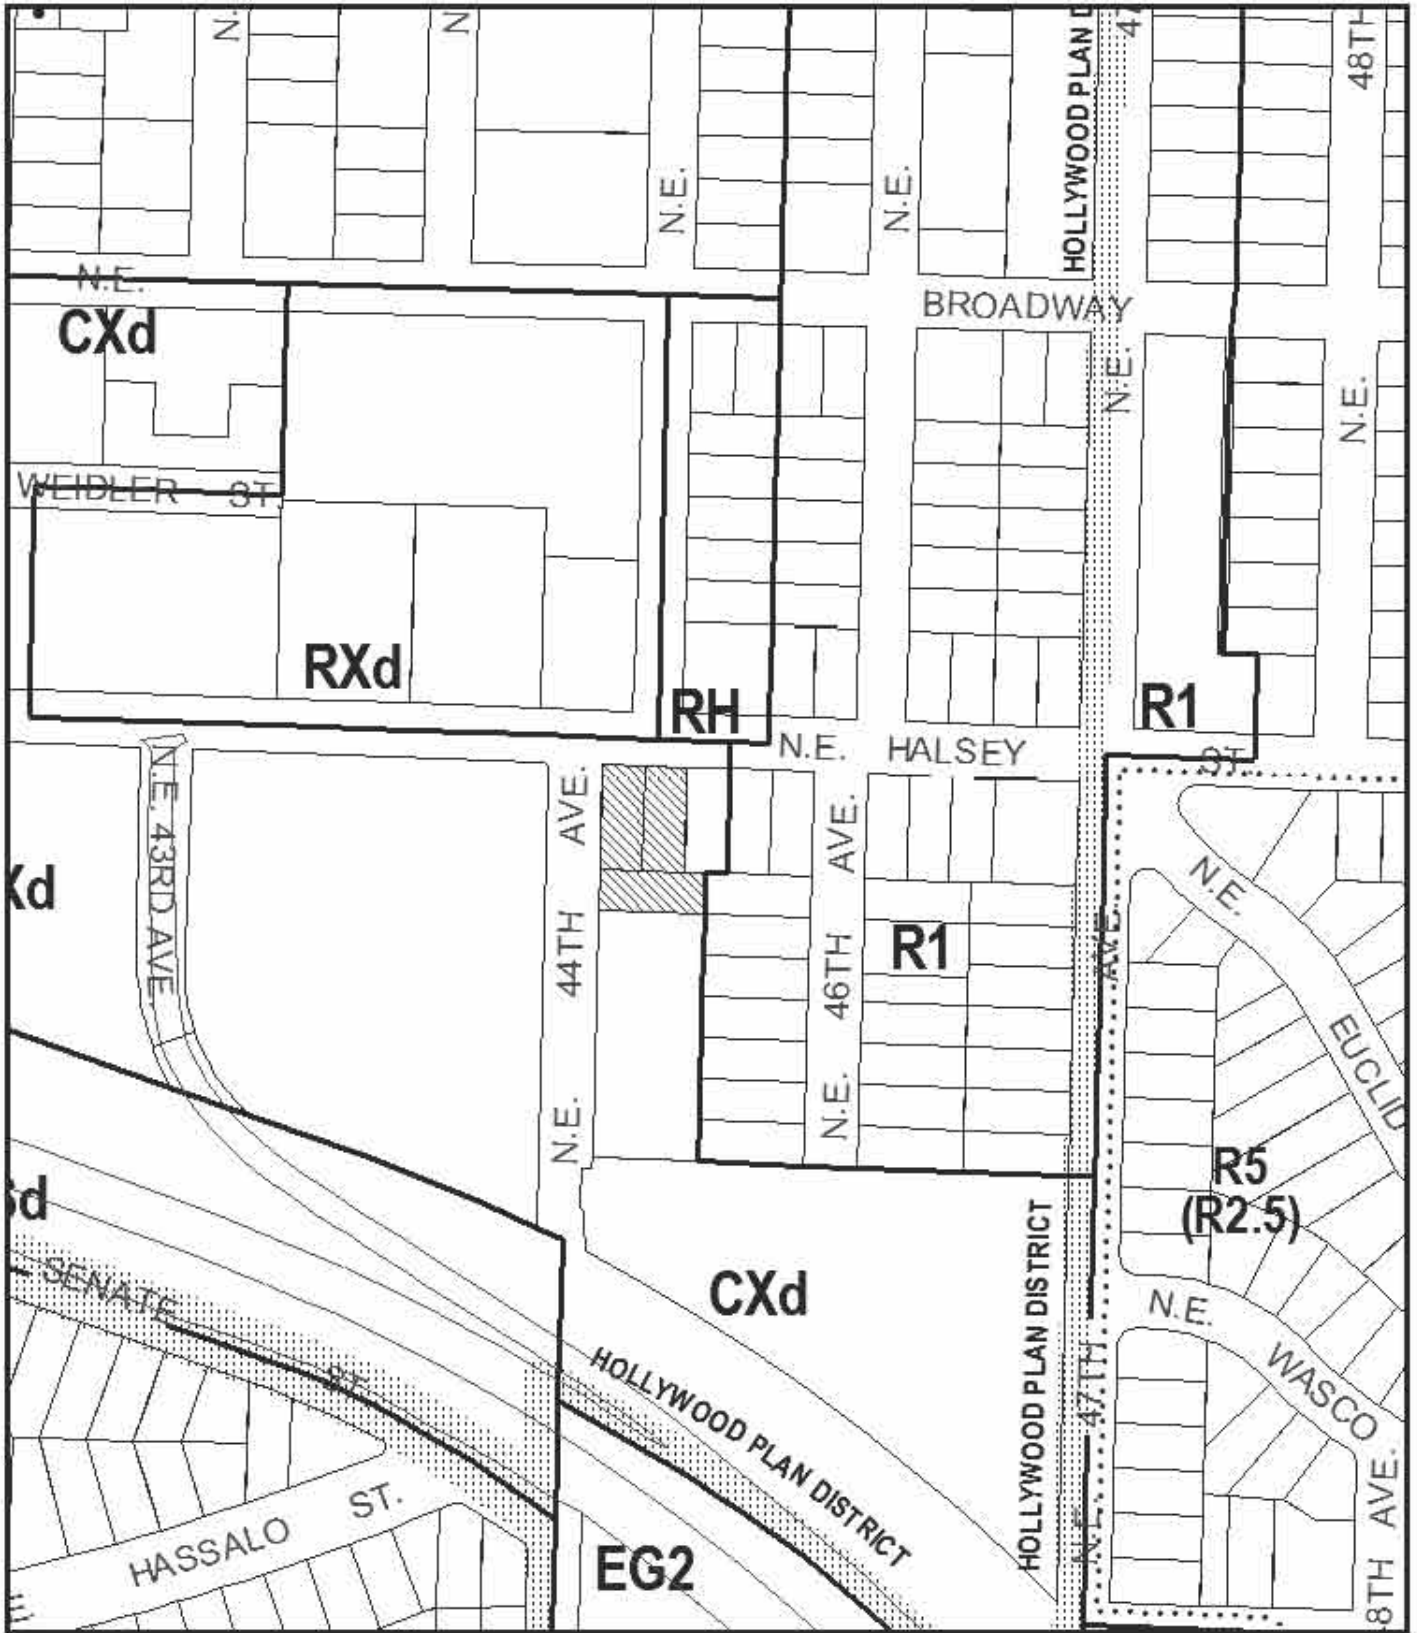 N.
N
HOLLYWOOD PLAN D
47
48TH
N.E.
N.E.
N.E.
BROADWAY
CXd
N.E.
N.E.
WEIDLER ST.
RXd
RH
R1
N.E. HALSEY ST.
N.E. 43RD AVE.
N.E. 44TH AVE.
N.E. 46TH AVE.
Xd
R1
AVE
N.E. EUCLID
R5
(R2.5)
d
SENATE ST.
CXd
HOLLYWOOD PLAN DISTRICT
HOLLYWOOD PLAN DISTRICT
N.E. 47TH
N.E. WASCO
HASSALO ST.
EG2
8TH AVE.